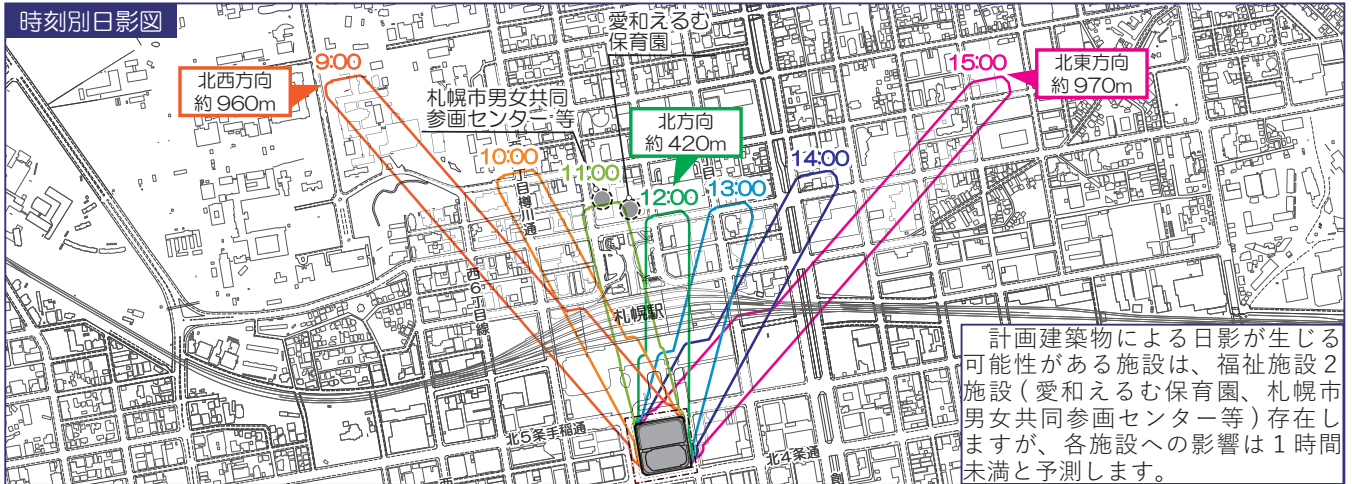 時刻別日影図
愛和えるむ
保育園
9:00
15:00
北西方向
約960m
北東方向
約970m
札幌市男女共同
参画センター 等
北方向
約420m
10:00
11:00
12:00
13:00
14:00
丁目樽川通
西6丁目線
札幌駅
北5条手稲通
北4条通
創
計画建築物による日影が生じる
可能性がある施設は、福祉施設2
施設(愛和えるむ保育園、札幌市
男女共同参画センター等)存在し
ますが、各施設への影響は1時間
未満と予測します。